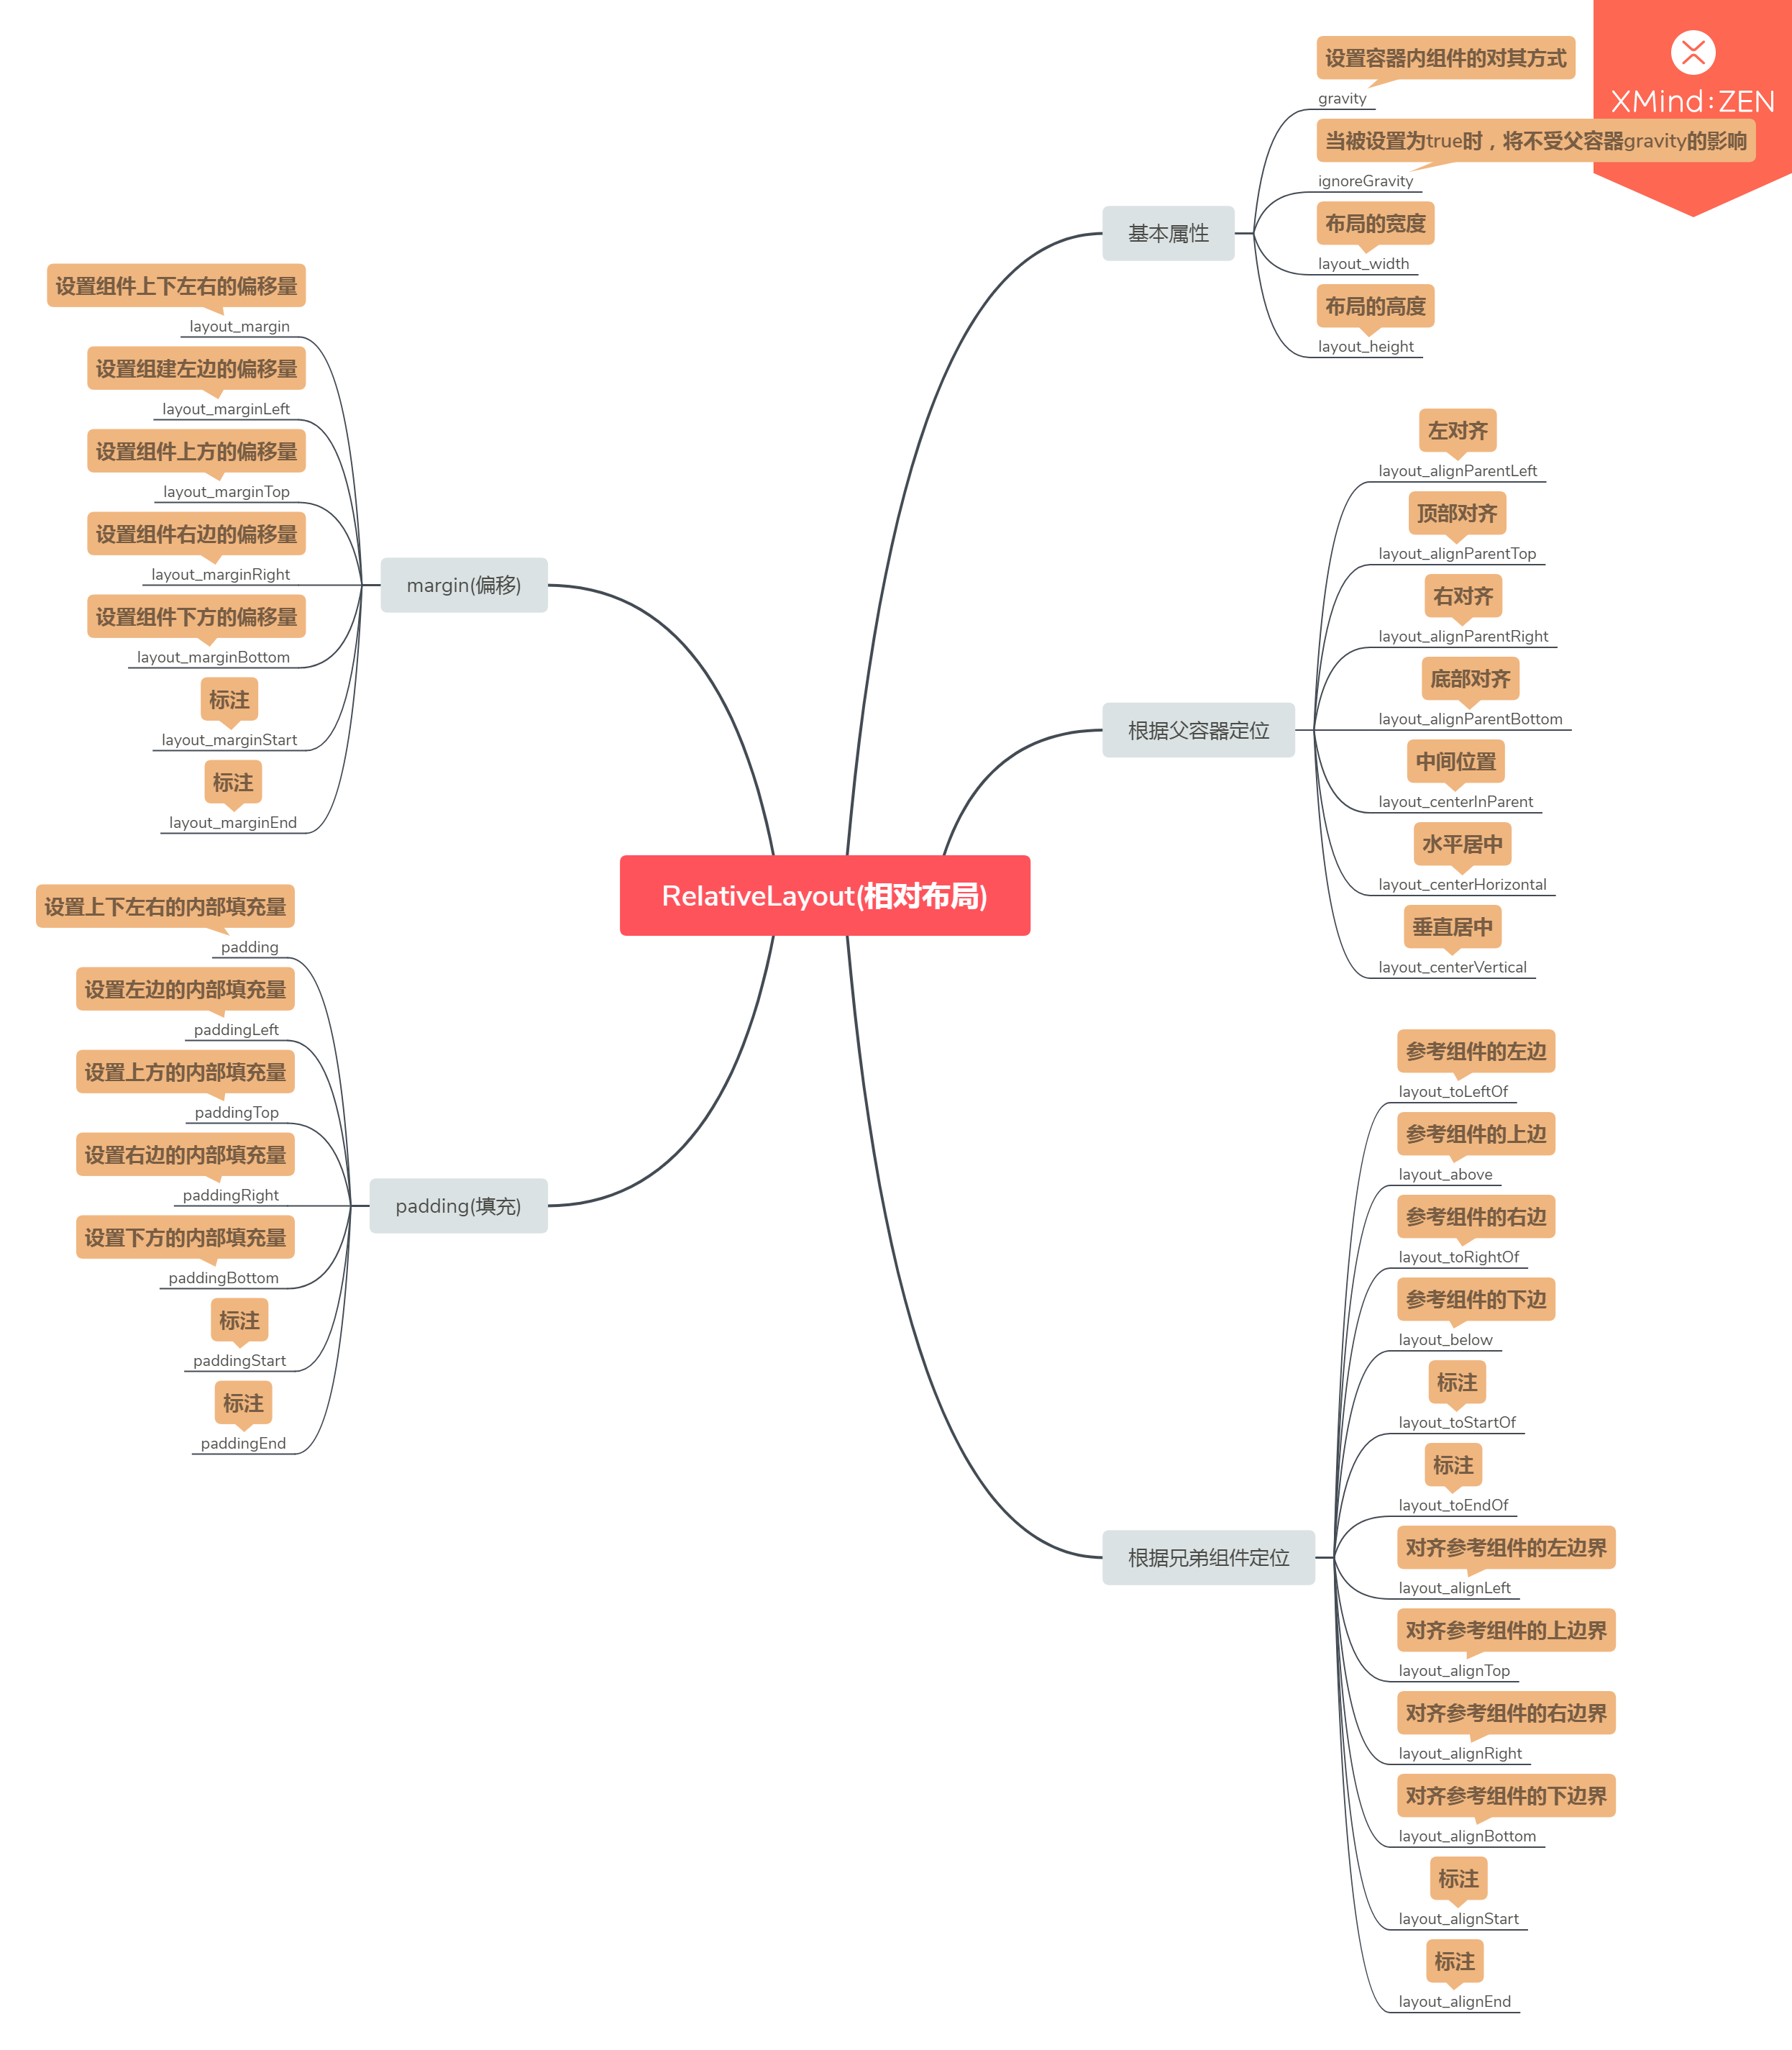 XMind:ZEN
RelativeLayout(相对布局)
基本属性
设置容器内组件的对其方式
gravity
当被设置为true时，将不受父容器gravity的影响
ignoreGravity
布局的宽度
layout_width
布局的高度
layout_height
根据父容器定位
左对齐
layout_alignParentLeft
顶部对齐
layout_alignParentTop
右对齐
layout_alignParentRight
底部对齐
layout_alignParentBottom
中间位置
layout_centerInParent
水平居中
layout_centerHorizontal
垂直居中
layout_centerVertical
根据兄弟组件定位
参考组件的左边
layout_toLeftOf
参考组件的上边
layout_above
参考组件的右边
layout_toRightOf
参考组件的下边
layout_below
标注
layout_toStartOf
标注
layout_toEndOf
对齐参考组件的左边界
layout_alignLeft
对齐参考组件的上边界
layout_alignTop
对齐参考组件的右边界
layout_alignRight
对齐参考组件的下边界
layout_alignBottom
标注
layout_alignStart
标注
layout_alignEnd
margin(偏移)
设置组件上下左右的偏移量
layout_margin
设置组建左边的偏移量
layout_marginLeft
设置组件上方的偏移量
layout_marginTop
设置组件右边的偏移量
layout_marginRight
设置组件下方的偏移量
layout_marginBottom
标注
layout_marginStart
标注
layout_marginEnd
padding(填充)
设置上下左右的内部填充量
padding
设置左边的内部填充量
paddingLeft
设置上方的内部填充量
paddingTop
设置右边的内部填充量
paddingRight
设置下方的内部填充量
paddingBottom
标注
paddingStart
标注
paddingEnd